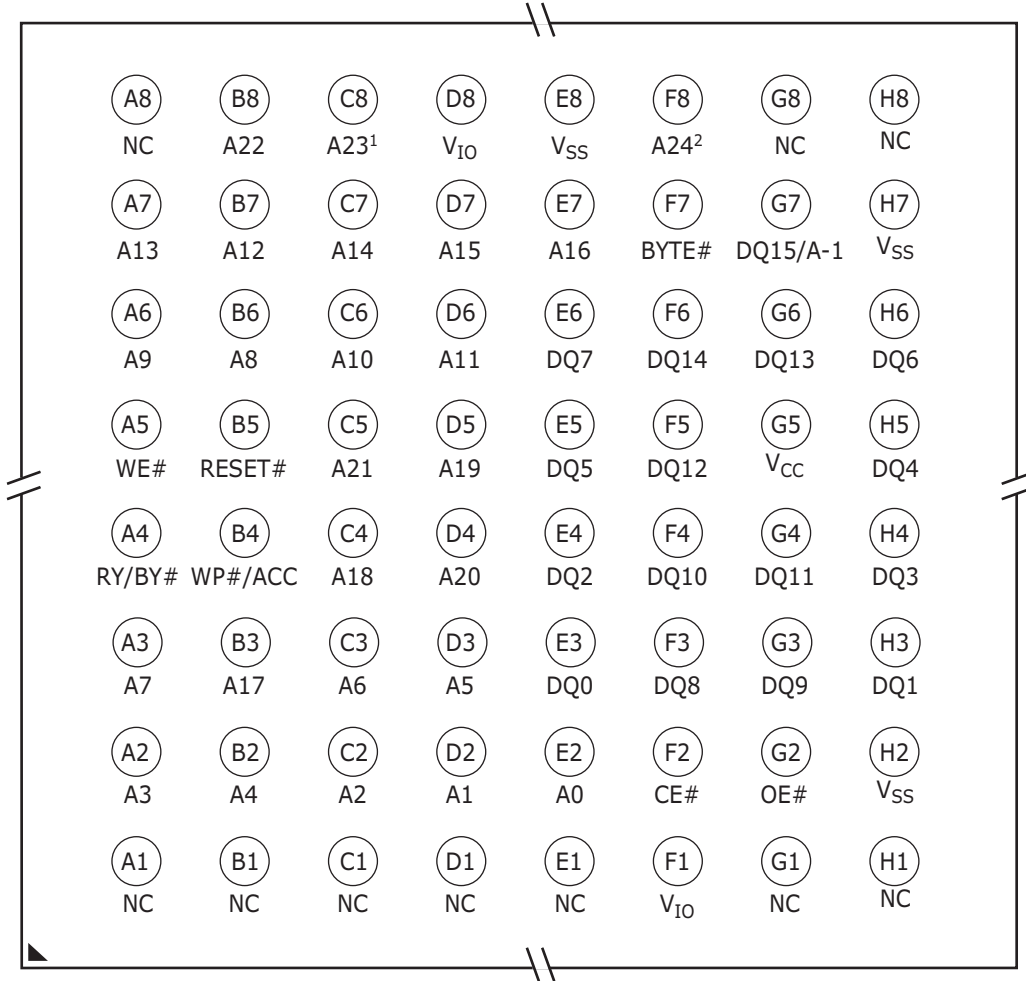 A8 B8 C8 D8 E8 F8 G8 H8
NC A22 A23¹ V_IO V_SS A24² NC NC
A7 B7 C7 D7 E7 F7 G7 H7
A13 A12 A14 A15 A16 BYTE# DQ15/A-1 V_SS
A6 B6 C6 D6 E6 F6 G6 H6
A9 A8 A10 A11 DQ7 DQ14 DQ13 DQ6
A5 B5 C5 D5 E5 F5 G5 H5
WE# RESET# A21 A19 DQ5 DQ12 V_CC DQ4
A4 B4 C4 D4 E4 F4 G4 H4
RY/BY# WP#/ACC A18 A20 DQ2 DQ10 DQ11 DQ3
A3 B3 C3 D3 E3 F3 G3 H3
A7 A17 A6 A5 DQ0 DQ8 DQ9 DQ1
A2 B2 C2 D2 E2 F2 G2 H2
A3 A4 A2 A1 A0 CE# OE# V_SS
A1 B1 C1 D1 E1 F1 G1 H1
NC NC NC NC NC V_IO NC NC